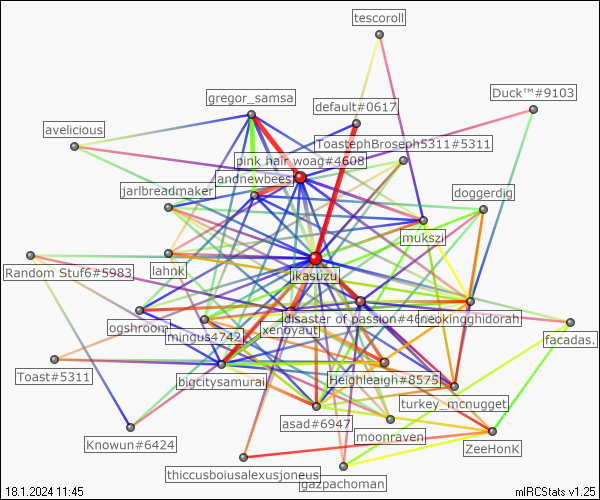 tescoroll
Duck™#9103
gregor_samsa
default#0617
avelicious
ToastephBroseph5311#5311
pink hair woag#4608
andnewbees
jarlbreadmaker
doggerdig
mukszi
lahnk
Random Stuf6#5983
ikasuzu
disaster of passion#46
neokingghidorah
ogshroom
xenoyaut
mingus4742
facadas.
Toast#5311
bigcitysamurai
Heighleaigh#8575
turkey_mcnugget
asad#6947
moonraven
Knowun#6424
ZeeHonK
thiccusboiusalexusjoneus
gazpachoman
18.1.2024 11:45
mIRCStats v1.25